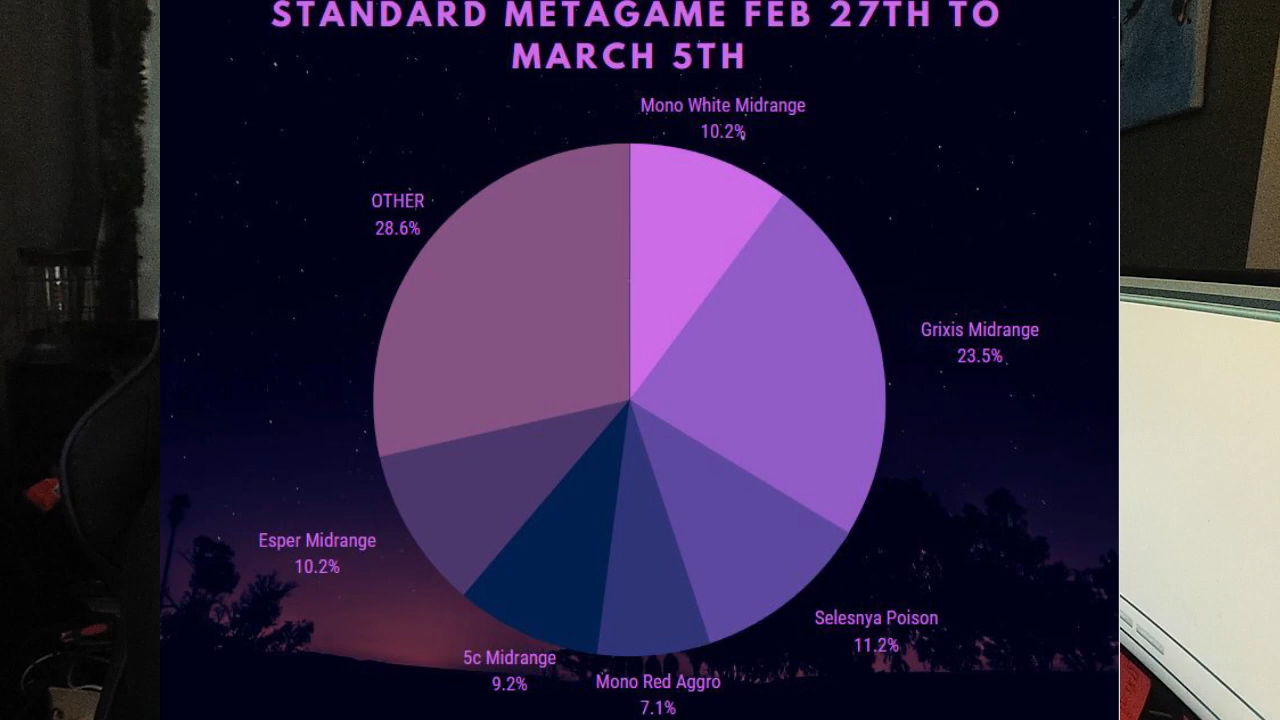 STANDARD METAGAME FEB 27TH TO
MARCH 5TH
Mono White Midrange
10.2%
OTHER
28.6%
Grixis Midrange
23.5%
Esper Midrange
10.2%
Selesnya Poison
11.2%
5c Midrange
9.2%
Mono Red Aggro
7.1%